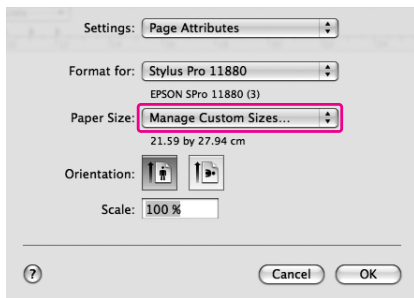 Settings: Page Attributes
Format for: Stylus Pro 11880
EPSON SPro 11880 (3)
Paper Size: Manage Custom Sizes...
21.59 by 27.94 cm
Orientation:
Scale: 100 %
? Cancel OK